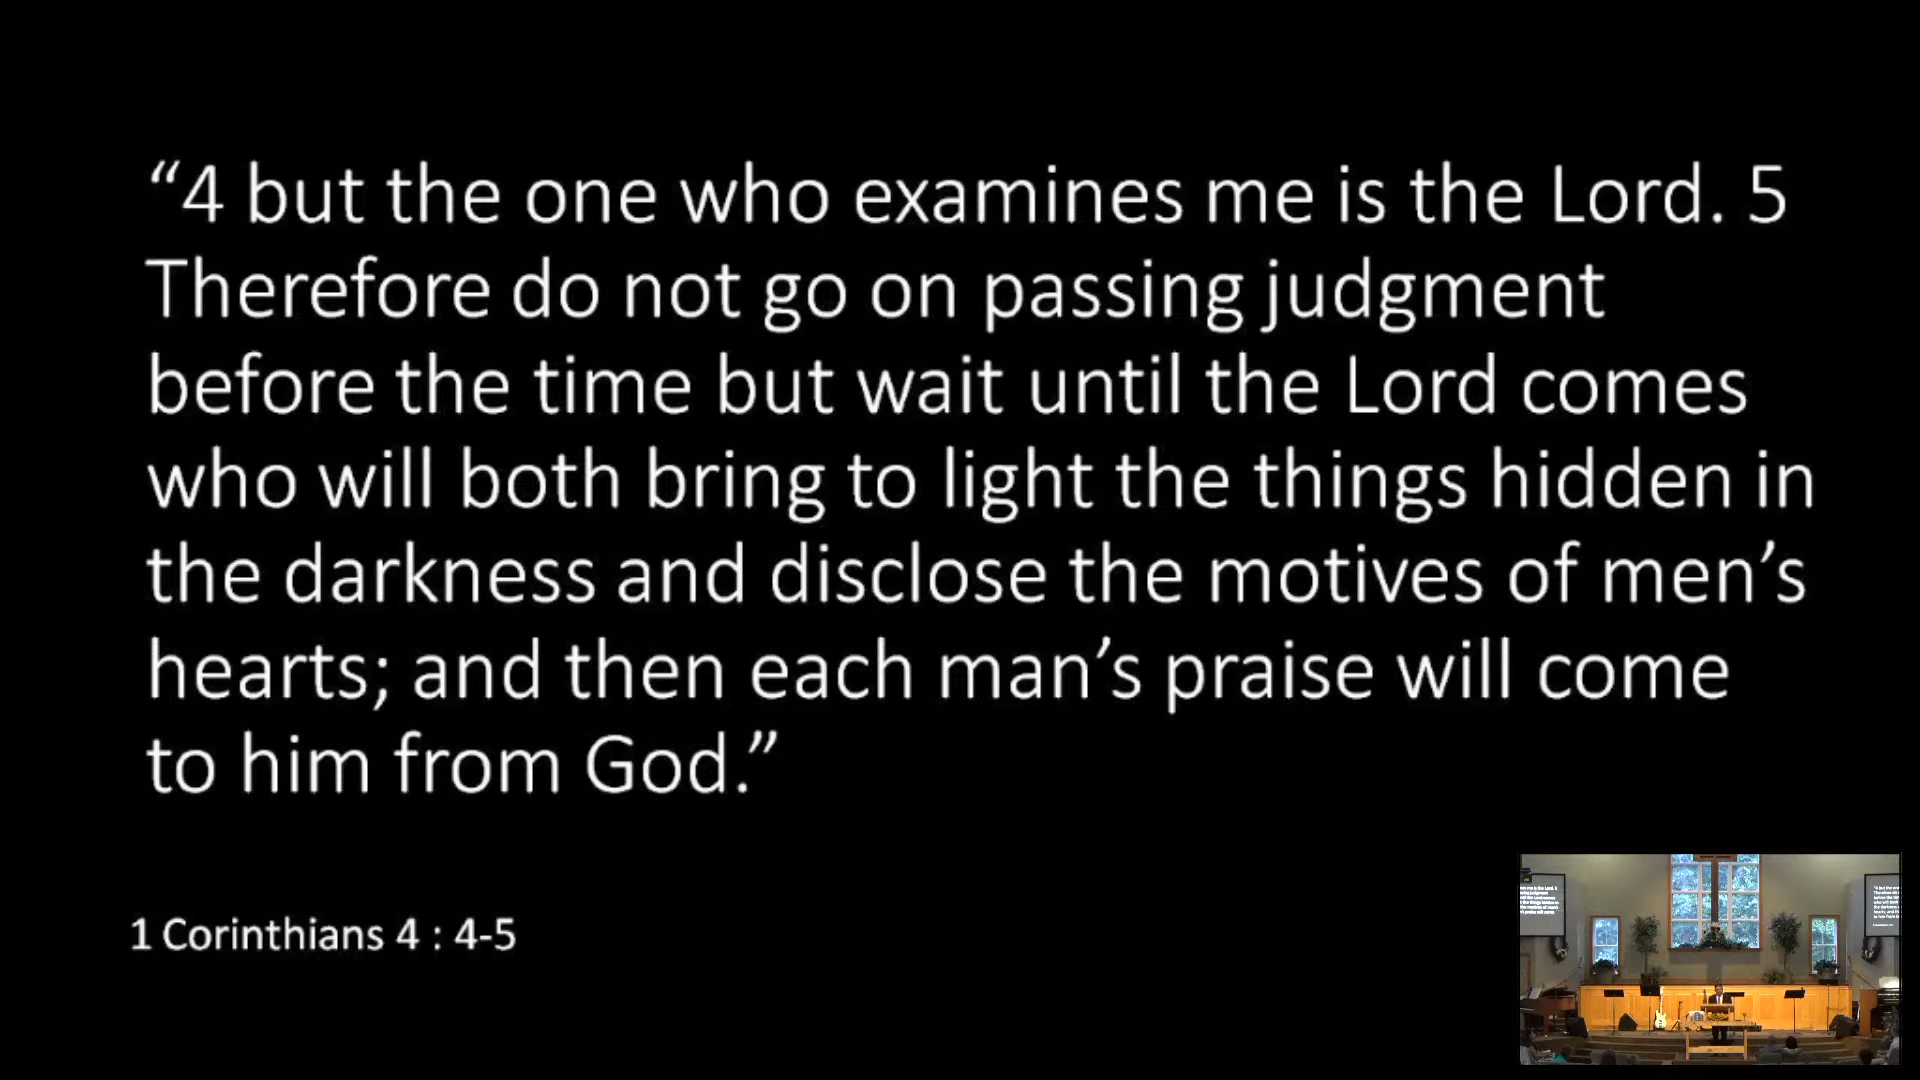 “4 but the one who examines me is the Lord. 5
Therefore do not go on passing judgment
before the time but wait until the Lord comes
who will both bring to light the things hidden in
the darkness and disclose the motives of men’s
hearts; and then each man’s praise will come
to him from God.”
1 Corinthians 4 : 4-5